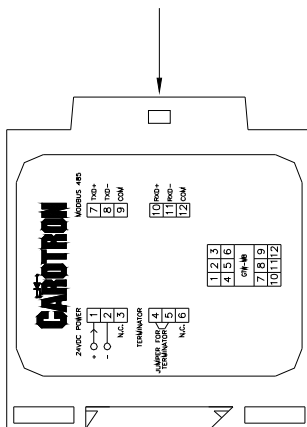 CAROTRON
24VDC POWER
+ 1
- 2
N.C. 3
MODBUS 485
7 TXD+
8 TXD-
9 COM
TERMINATOR
JUMPER FOR
TERMINATOR
4
5
N.C. 6
10 RXD+
11 RXD-
12 COM
1 2 3
4 5 6
GW-MB
7 8 9
10 11 12